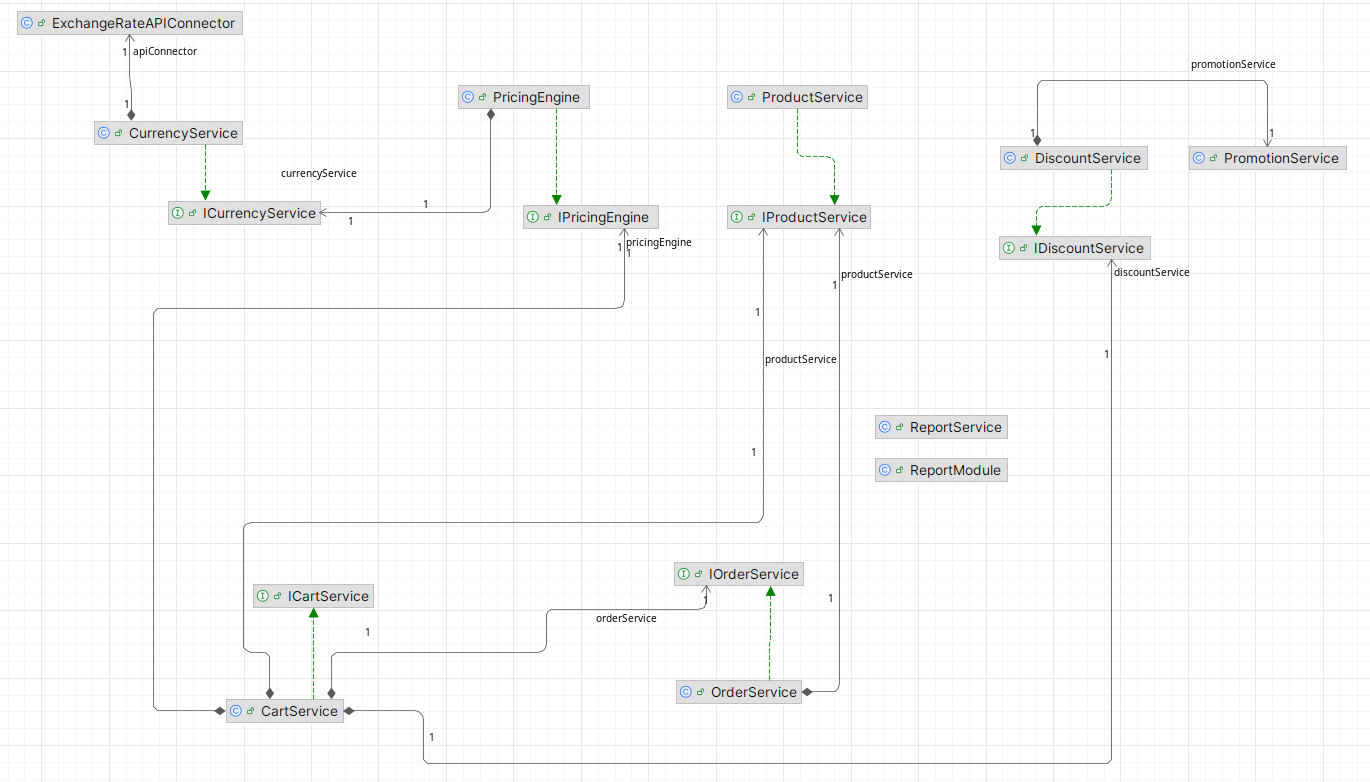 ExchangeRateAPIConnector
1 apiConnector
promotionService
PricingEngine
ProductService
1
CurrencyService
1
1
DiscountService
PromotionService
currencyService
1
ICurrencyService
1
IPricingEngine
IProductService
1 pricingEngine
1
IDiscountService
productService
discountService
1
1
1
productService
ReportService
1
ReportModule
IOrderService
ICartService
1
1
orderService
1
OrderService
CartService
1